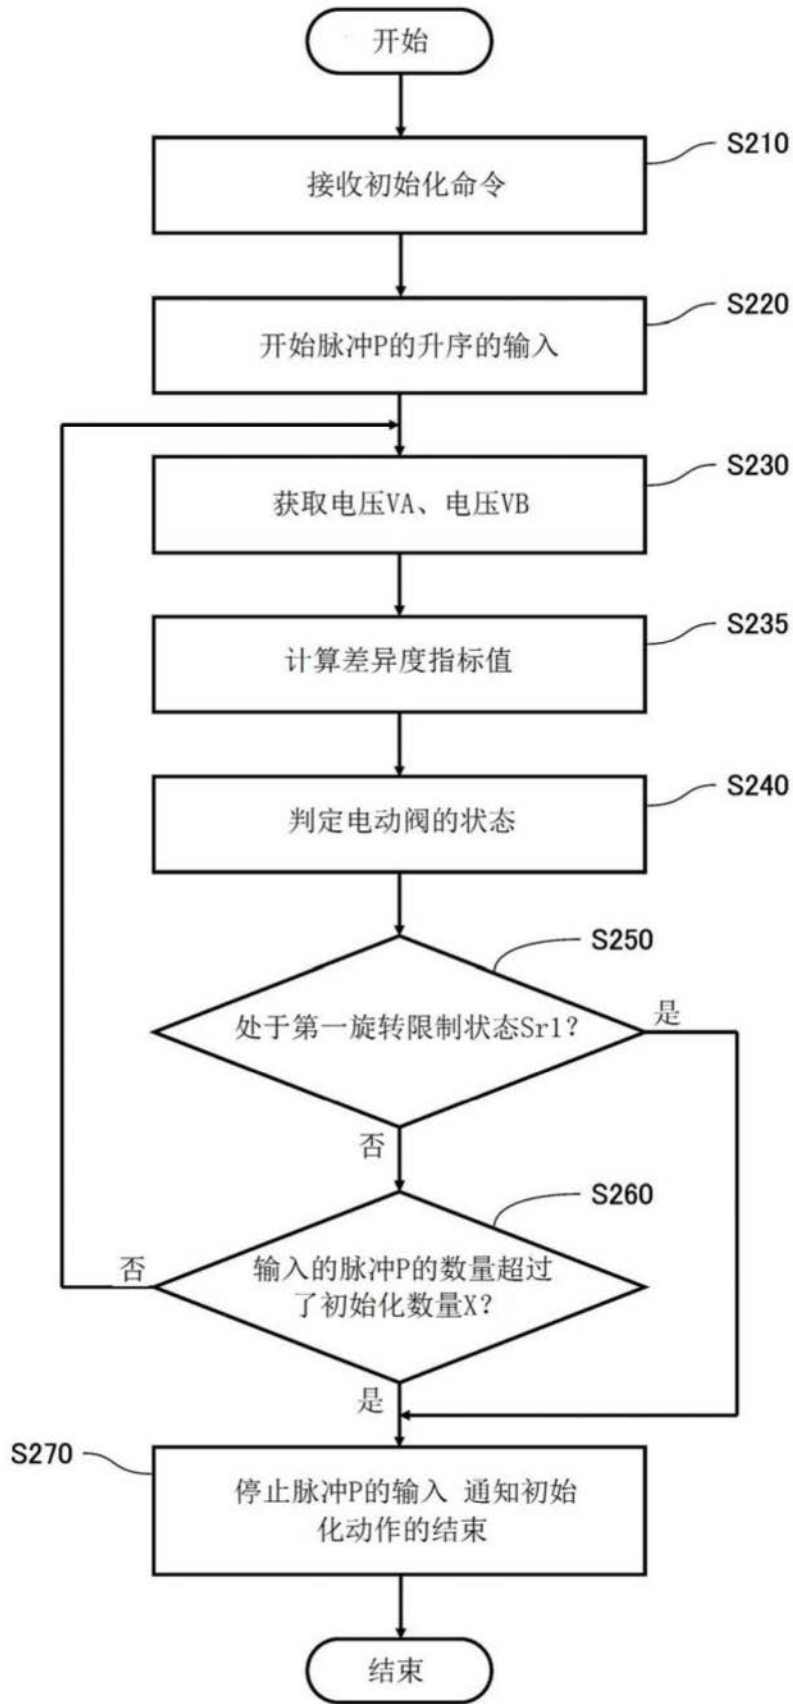 开始
S210
接收初始化命令
S220
开始脉冲P的升序的输入
S230
获取电压VA、电压VB
S235
计算差异度指标值
S240
判定电动阀的状态
S250
处于第一旋转限制状态Sr1?
是
否
S260
输入的脉冲P的数量超过
了初始化数量X?
否
是
S270
停止脉冲P的输入 通知初始
化动作的结束
结束